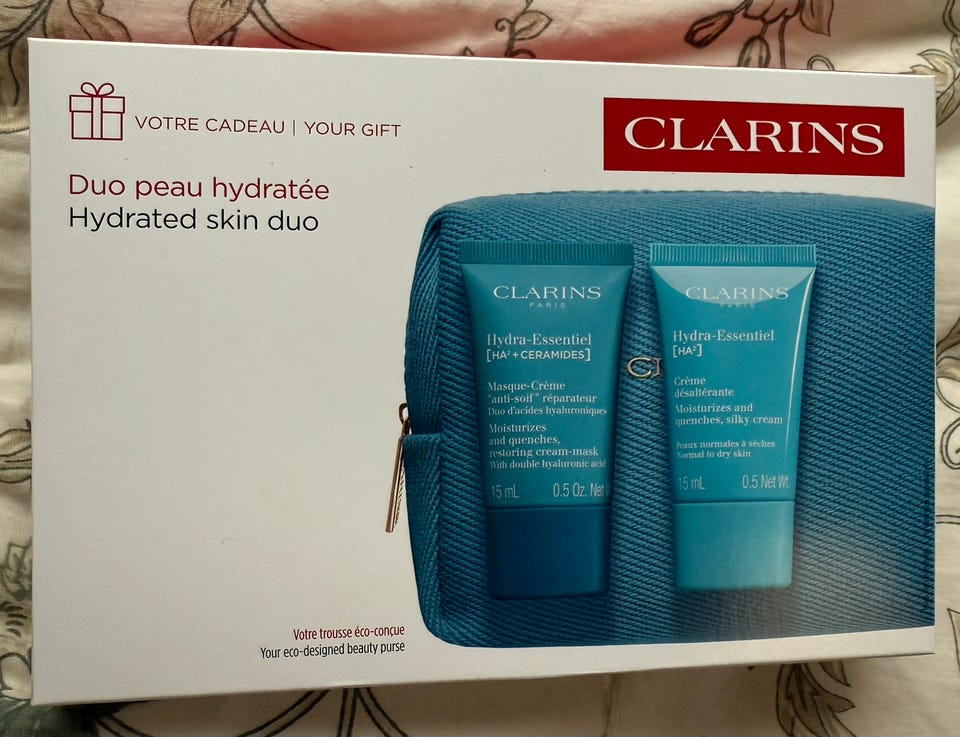 VOTRE CADEAU | YOUR GIFT
CLARINS
Duo peau hydratée
Hydrated skin duo
CLARINS
PARIS
Hydra-Essentiel
[HA² + CERAMIDES]
Masque-Crème
"anti-soif" réparateur
Duo d'acides hyaluroniques
Moisturizes
and quenches,
restoring cream-mask
With double hyaluronic acid
15 mL 0.5 Oz. Net
CLARINS
PARIS
Hydra-Essentiel
[HA²]
Crème
désaltérante
Moisturizes and
quenches, silky cream
Peaux normales à sèches
Normal to dry skin
15 mL 0.5 Net Wt.
Votre trousse éco-conçue
Your eco-designed beauty purse